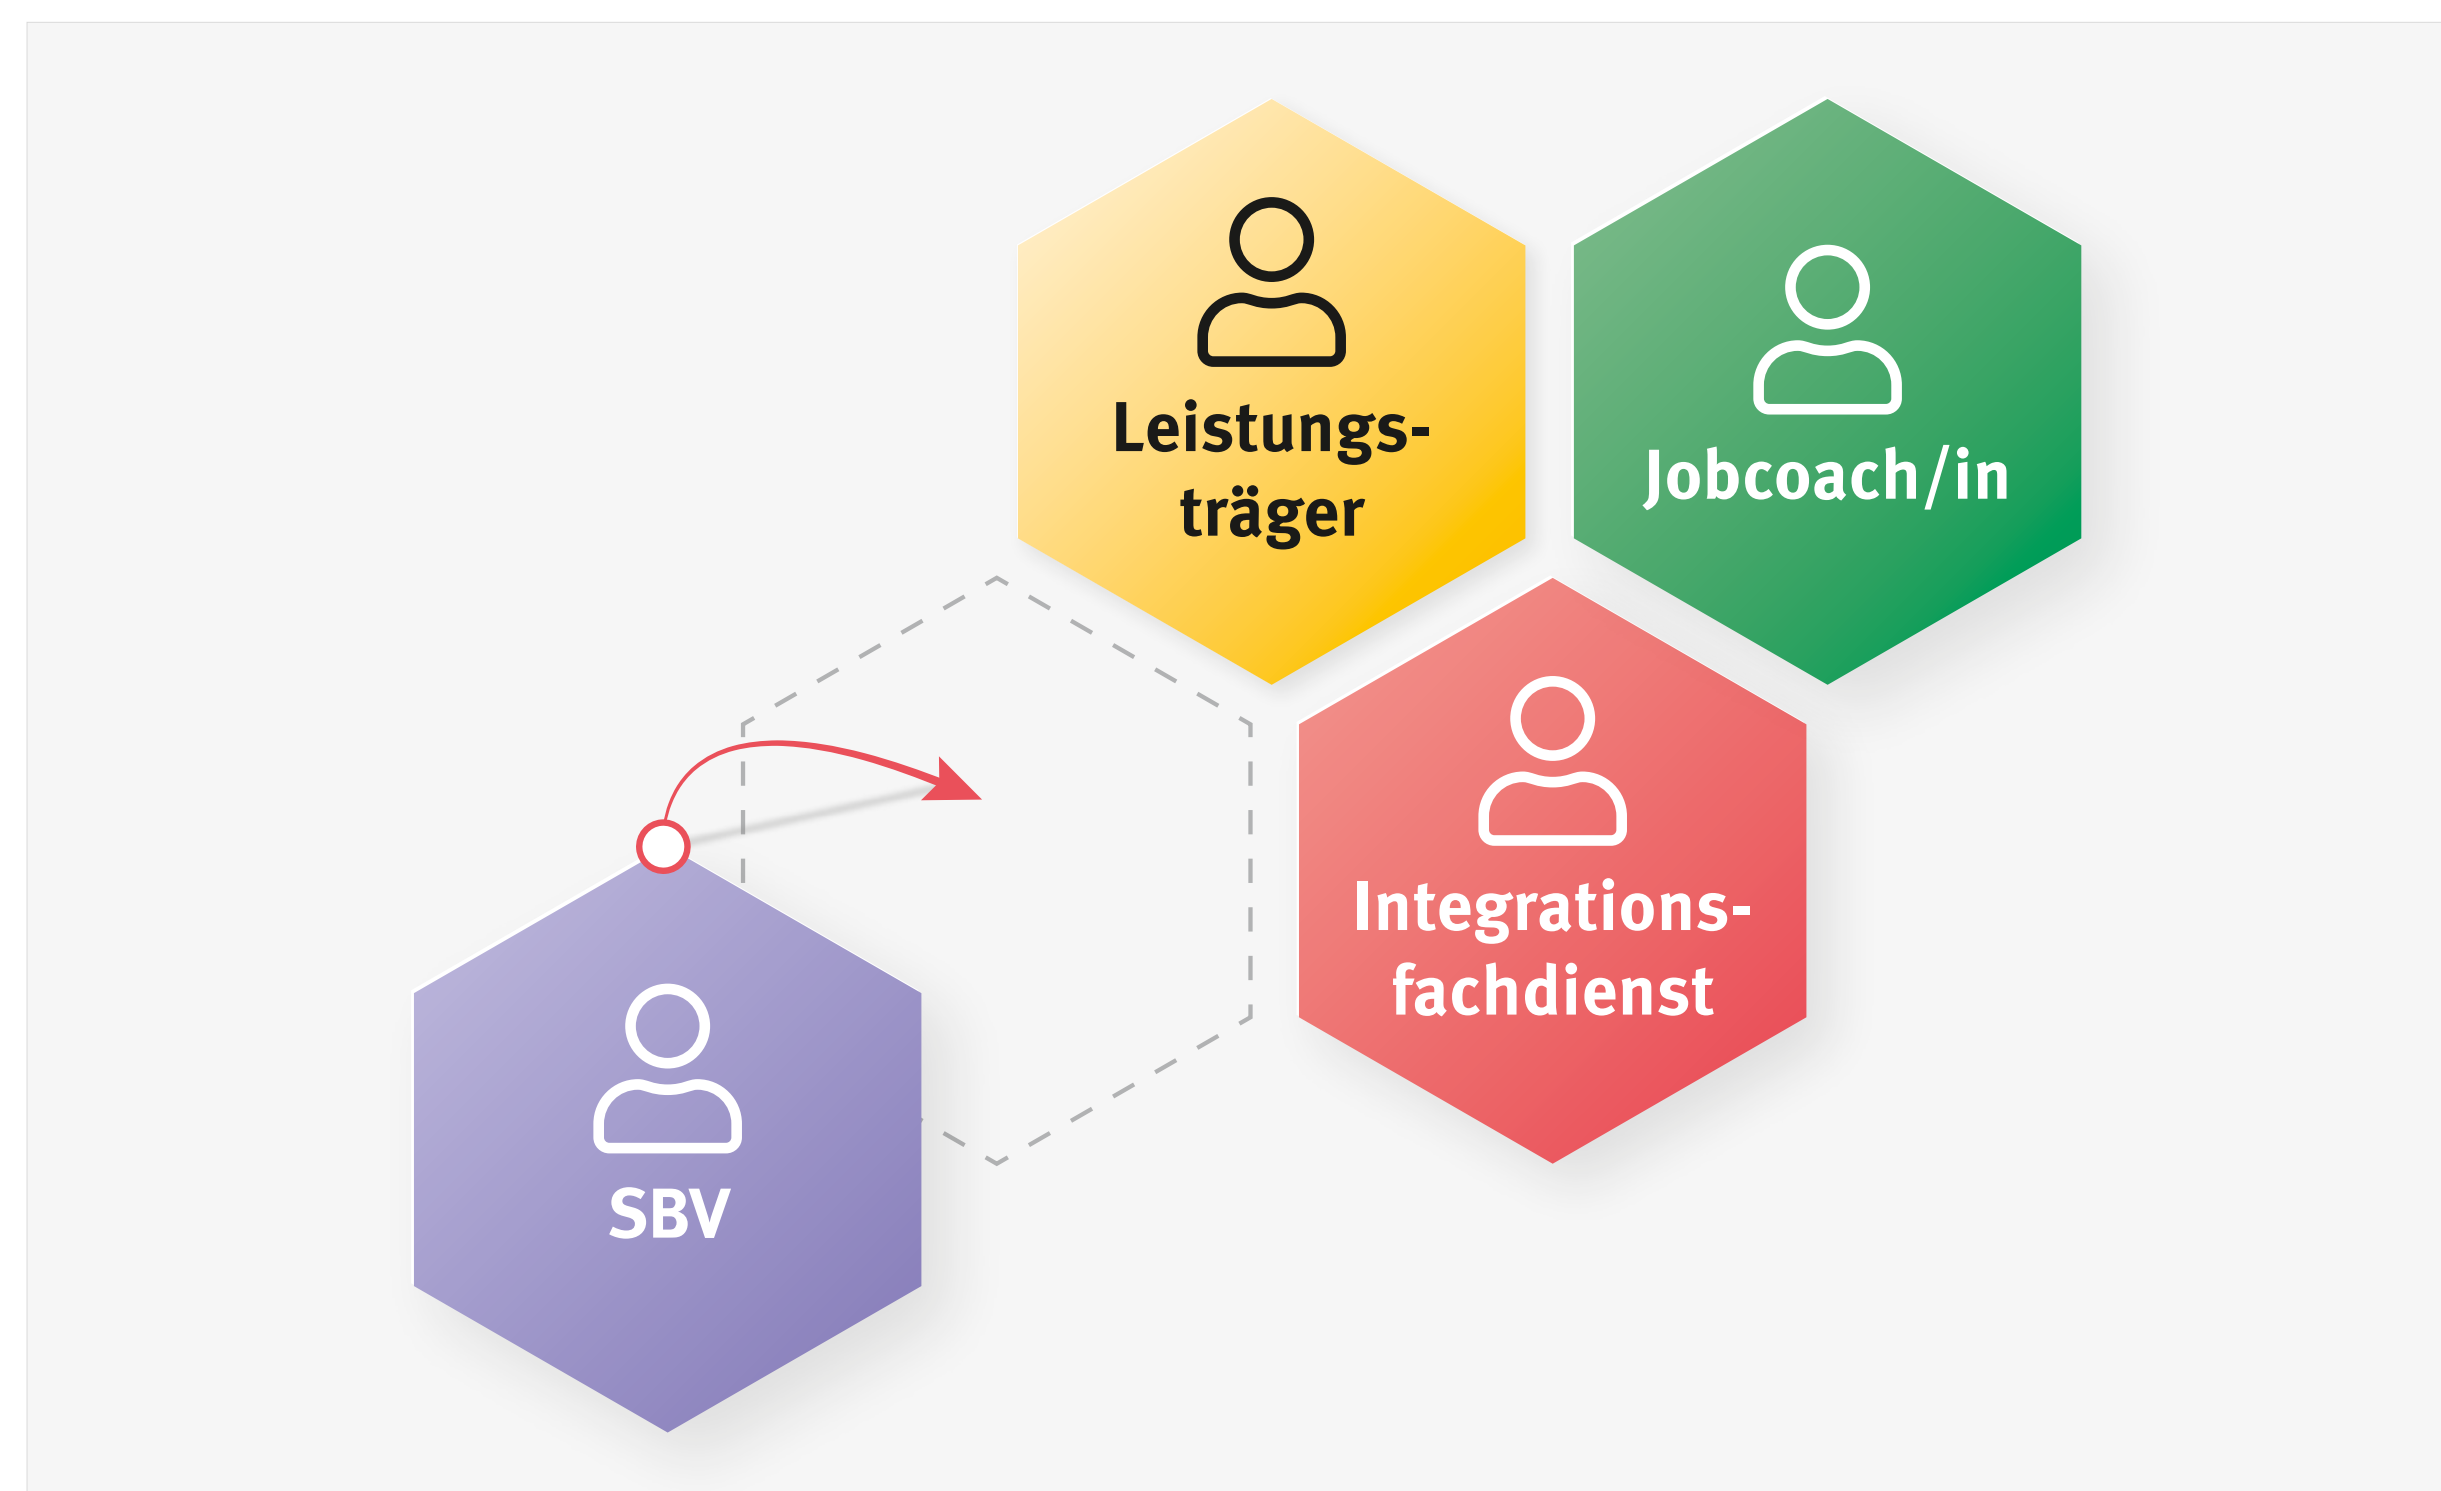 Leistungs-
träger
Jobcoach/in
Integrations-
fachdienst
SBV